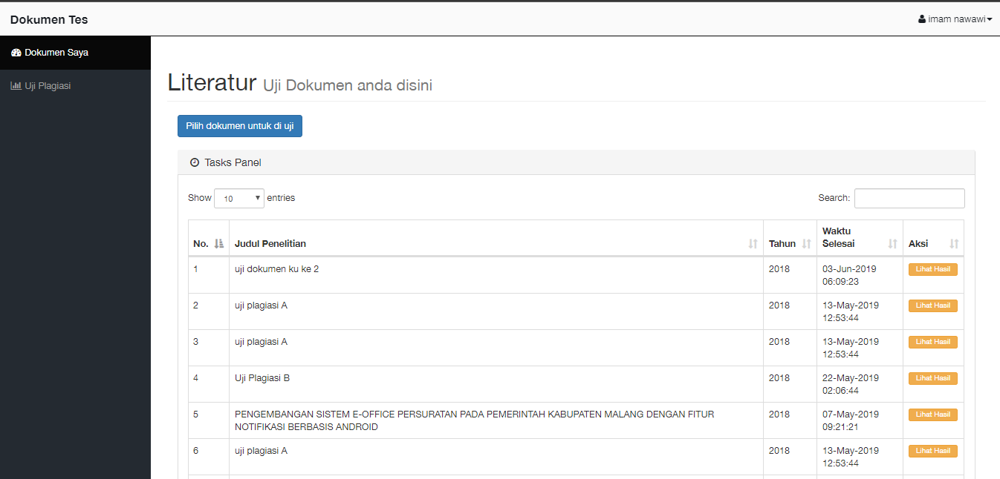 Dokumen Tes
imam nawawi
Dokumen Saya
Uji Plagiasi
Literatur Uji Dokumen anda disini
Pilih dokumen untuk di uji
Tasks Panel
Show 10 entries
Search:
No. Judul Penelitian Tahun Waktu Selesai Aksi
1 uji dokumen ku ke 2 2018 03-Jun-2019 06:09:23 Lihat Hasil
2 uji plagiasi A 2018 13-May-2019 12:53:44 Lihat Hasil
3 uji plagiasi A 2018 13-May-2019 12:53:44 Lihat Hasil
4 Uji Plagiasi B 2018 22-May-2019 02:06:44 Lihat Hasil
5 PENGEMBANGAN SISTEM E-OFFICE PERSURATAN PADA PEMERINTAH KABUPATEN MALANG DENGAN FITUR NOTIFIKASI BERBASIS ANDROID 2018 07-May-2019 09:21:21 Lihat Hasil
6 uji plagiasi A 2018 13-May-2019 12:53:44 Lihat Hasil